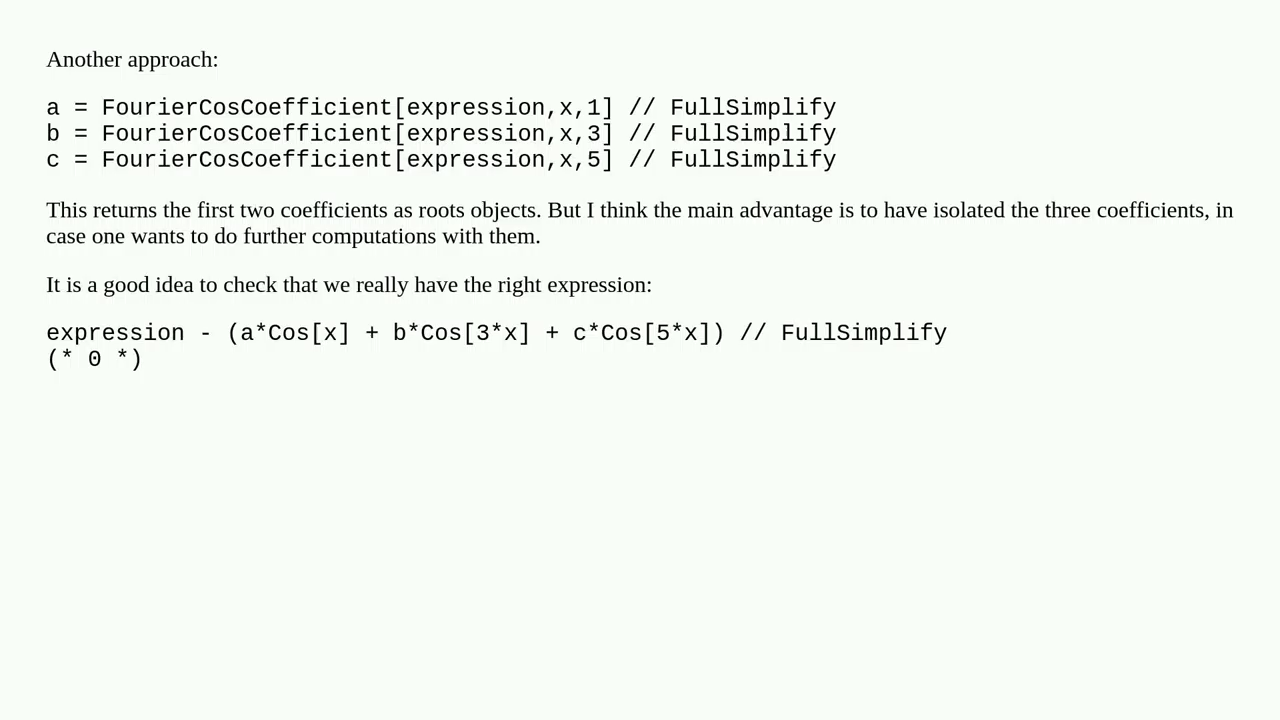 Another approach:
a = FourierCosCoefficient[expression,x,1] // FullSimplify
b = FourierCosCoefficient[expression,x,3] // FullSimplify
c = FourierCosCoefficient[expression,x,5] // FullSimplify
This returns the first two coefficients as roots objects. But I think the main advantage is to have isolated the three coefficients, in
case one wants to do further computations with them.
It is a good idea to check that we really have the right expression:
expression - (a*Cos[x] + b*Cos[3*x] + c*Cos[5*x]) // FullSimplify
(* 0 *)